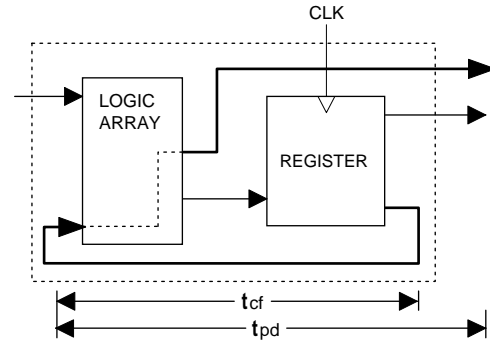 CLK
LOGIC
ARRAY
REGISTER
tcf
tpd